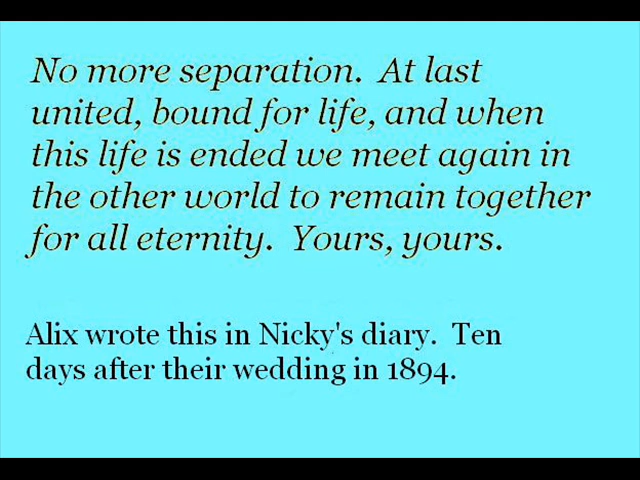 No more separation.  At last
united, bound for life, and when
this life is ended we meet again in
the other world to remain together
for all eternity.  Yours, yours.
Alix wrote this in Nicky's diary.  Ten
days after their wedding in 1894.